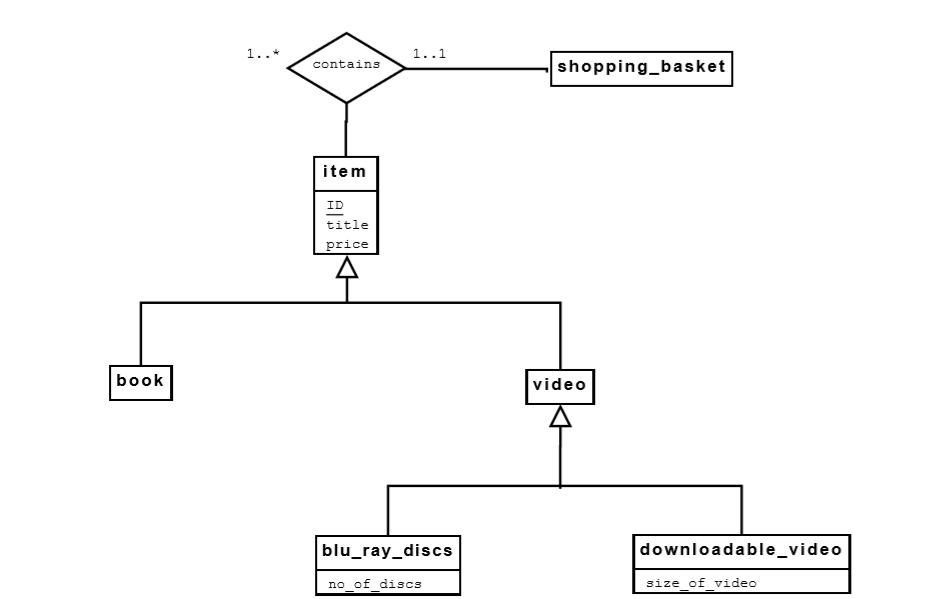 1..*
contains
1..1
shopping_basket
item
ID
title
price
book
video
blu_ray_discs
no_of_discs
downloadable_video
size_of_video